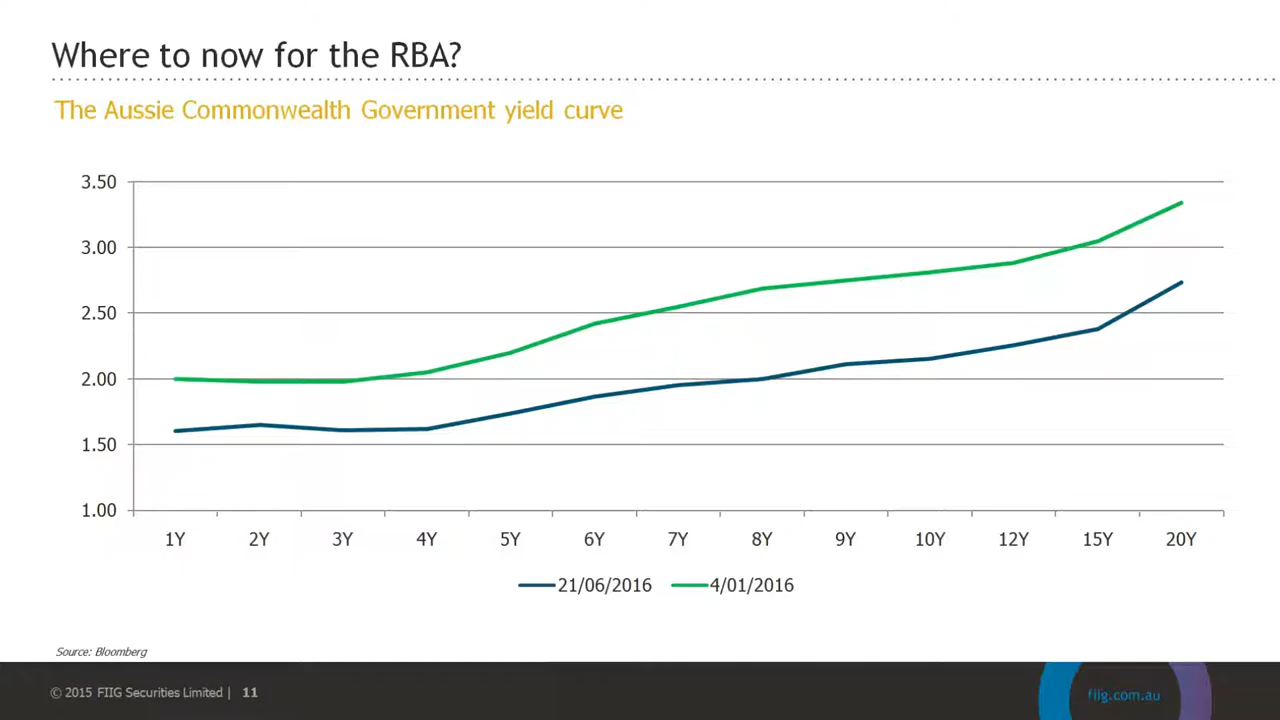 Where to now for the RBA?
The Aussie Commonwealth Government yield curve
3.50
3.00
2.50
2.00
1.50
1.00
1Y 2Y 3Y 4Y 5Y 6Y 7Y 8Y 9Y 10Y 12Y 15Y 20Y
21/06/2016 4/01/2016
Source: Bloomberg
© 2015 FIIG Securities Limited | 11
fiig.com.au